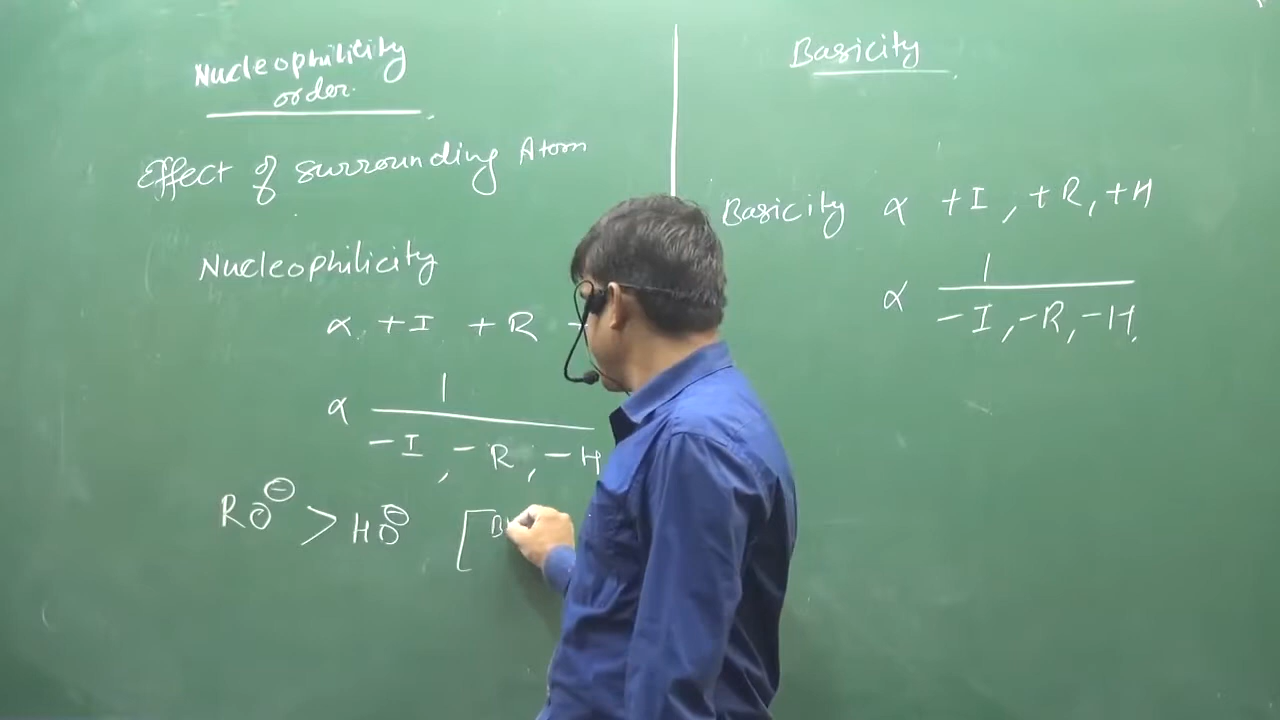 Nucleophilicity
order.
Effect of surrounding Atom
Nucleophilicity
α +I +R
α 1
-I, -R, -H
RO⊖ > HO⊖ [
Basicity
Basicity α +I, +R, +H
α 1
-I, -R, -H.